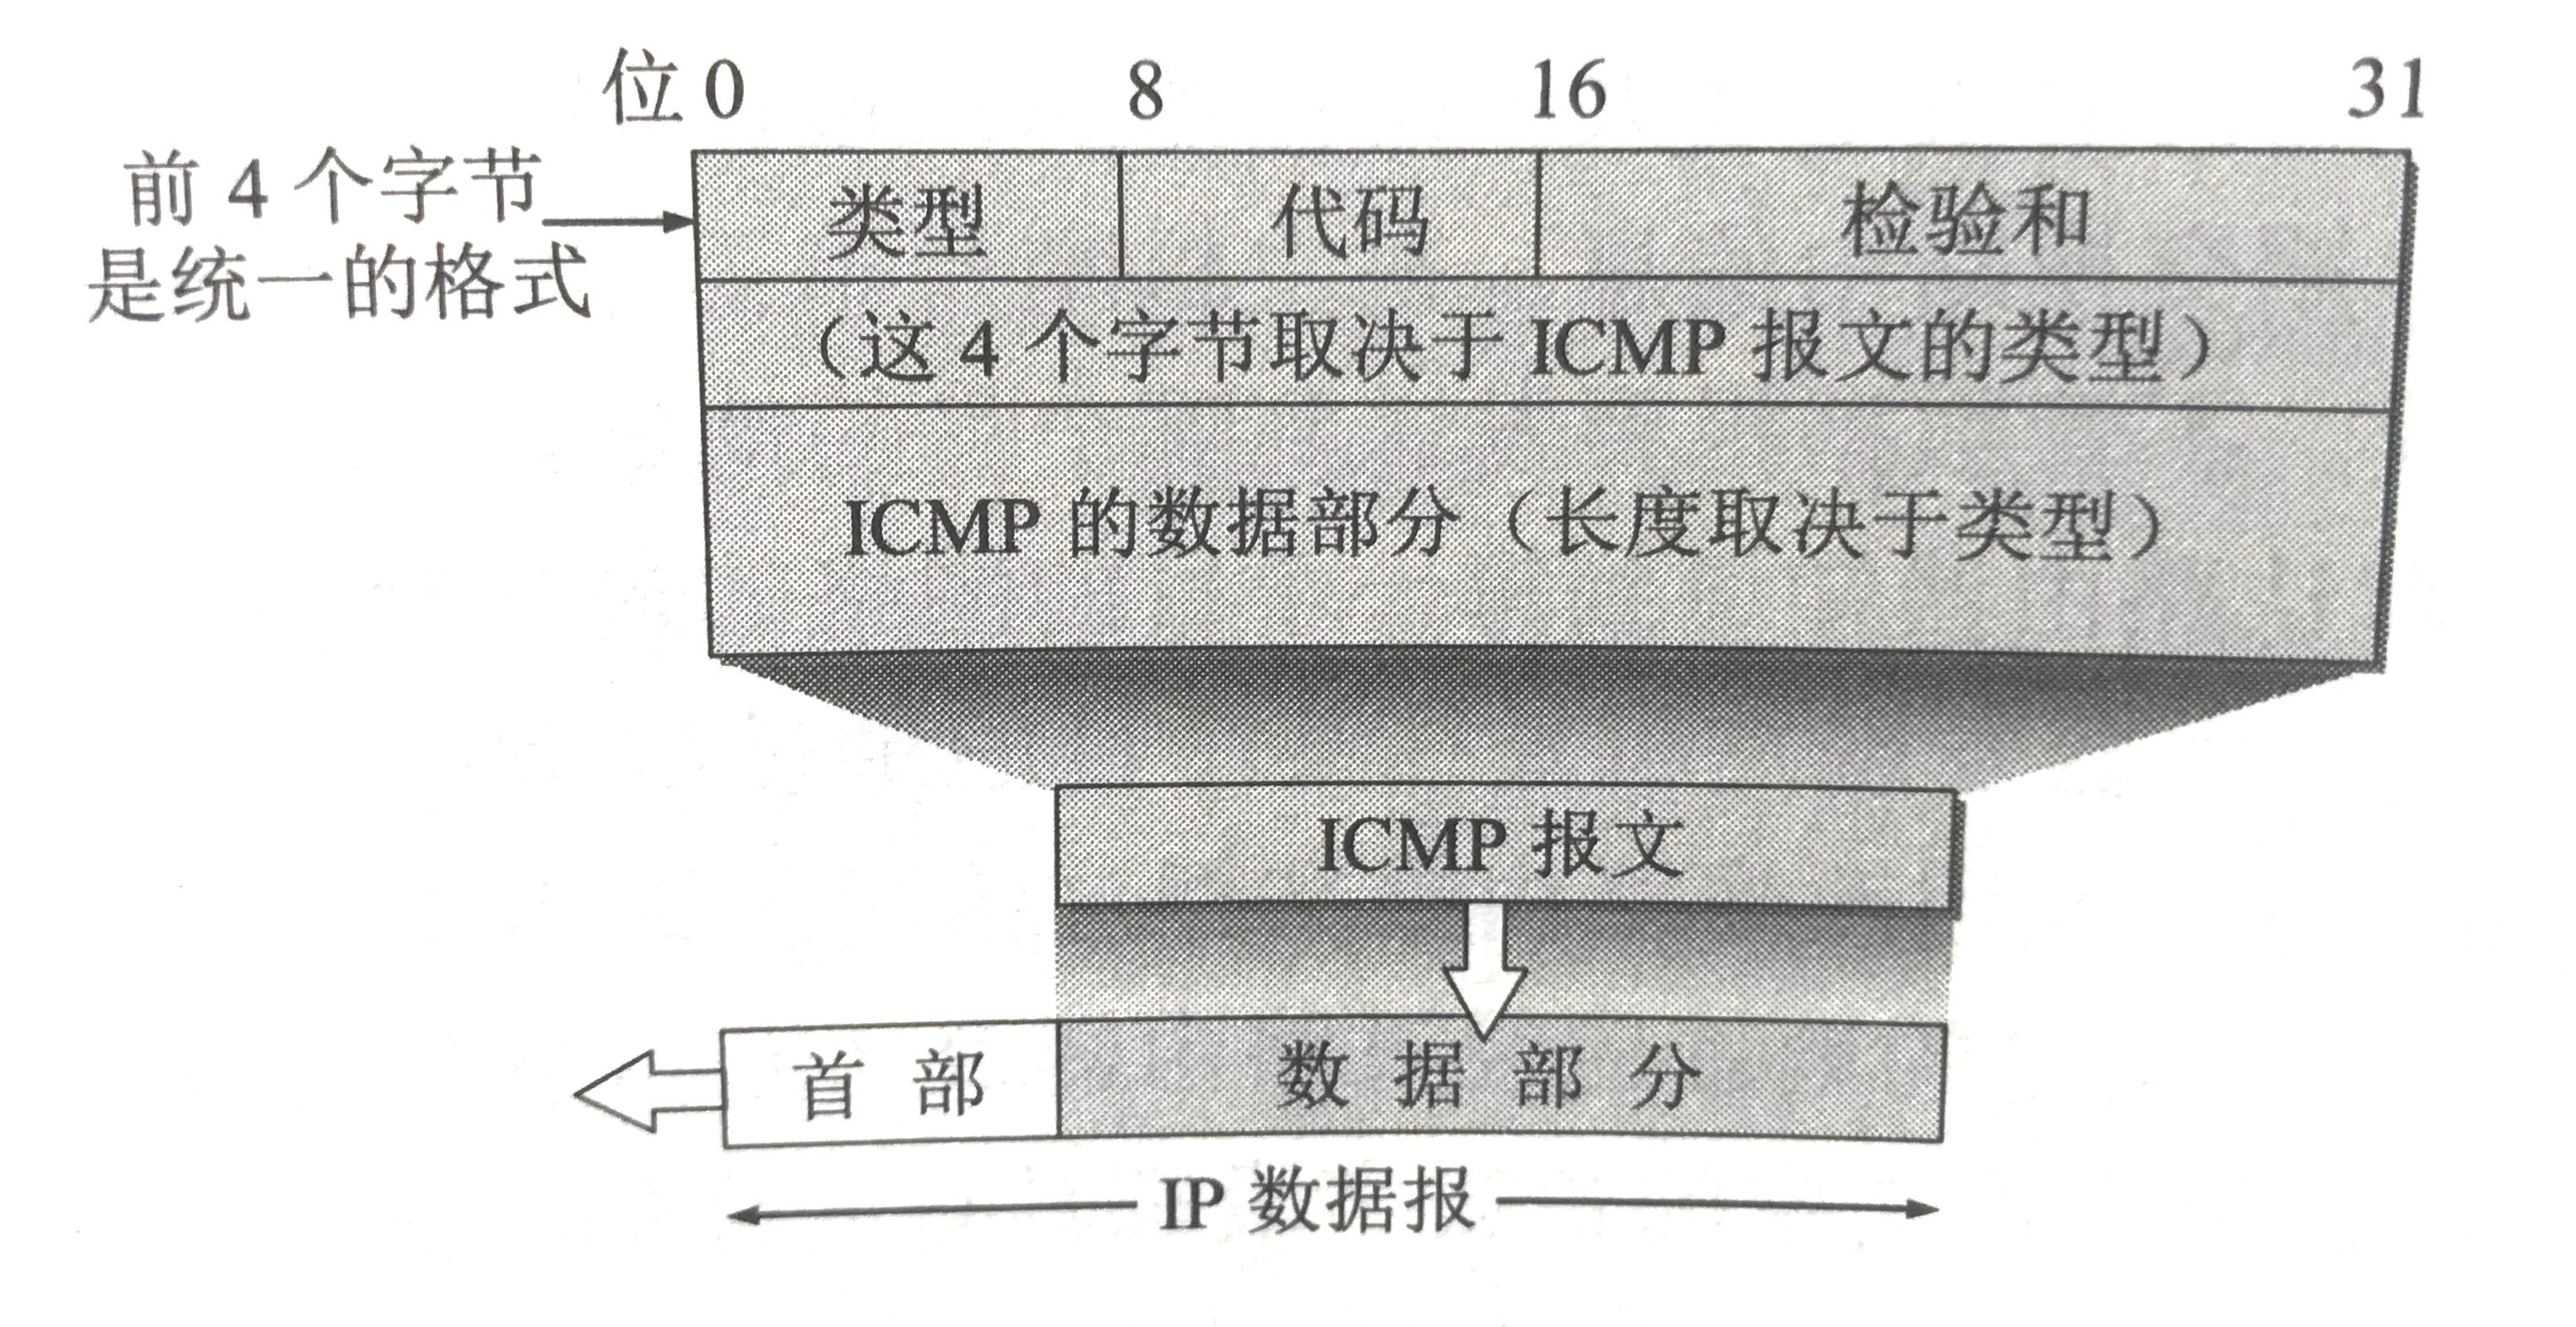 位 0 8 16 31
前 4 个字节
是统一的格式
类型 代码 检验和
（这 4 个字节取决于 ICMP 报文的类型）
ICMP 的数据部分（长度取决于类型）
ICMP 报文
首 部 数 据 部 分
IP 数据报